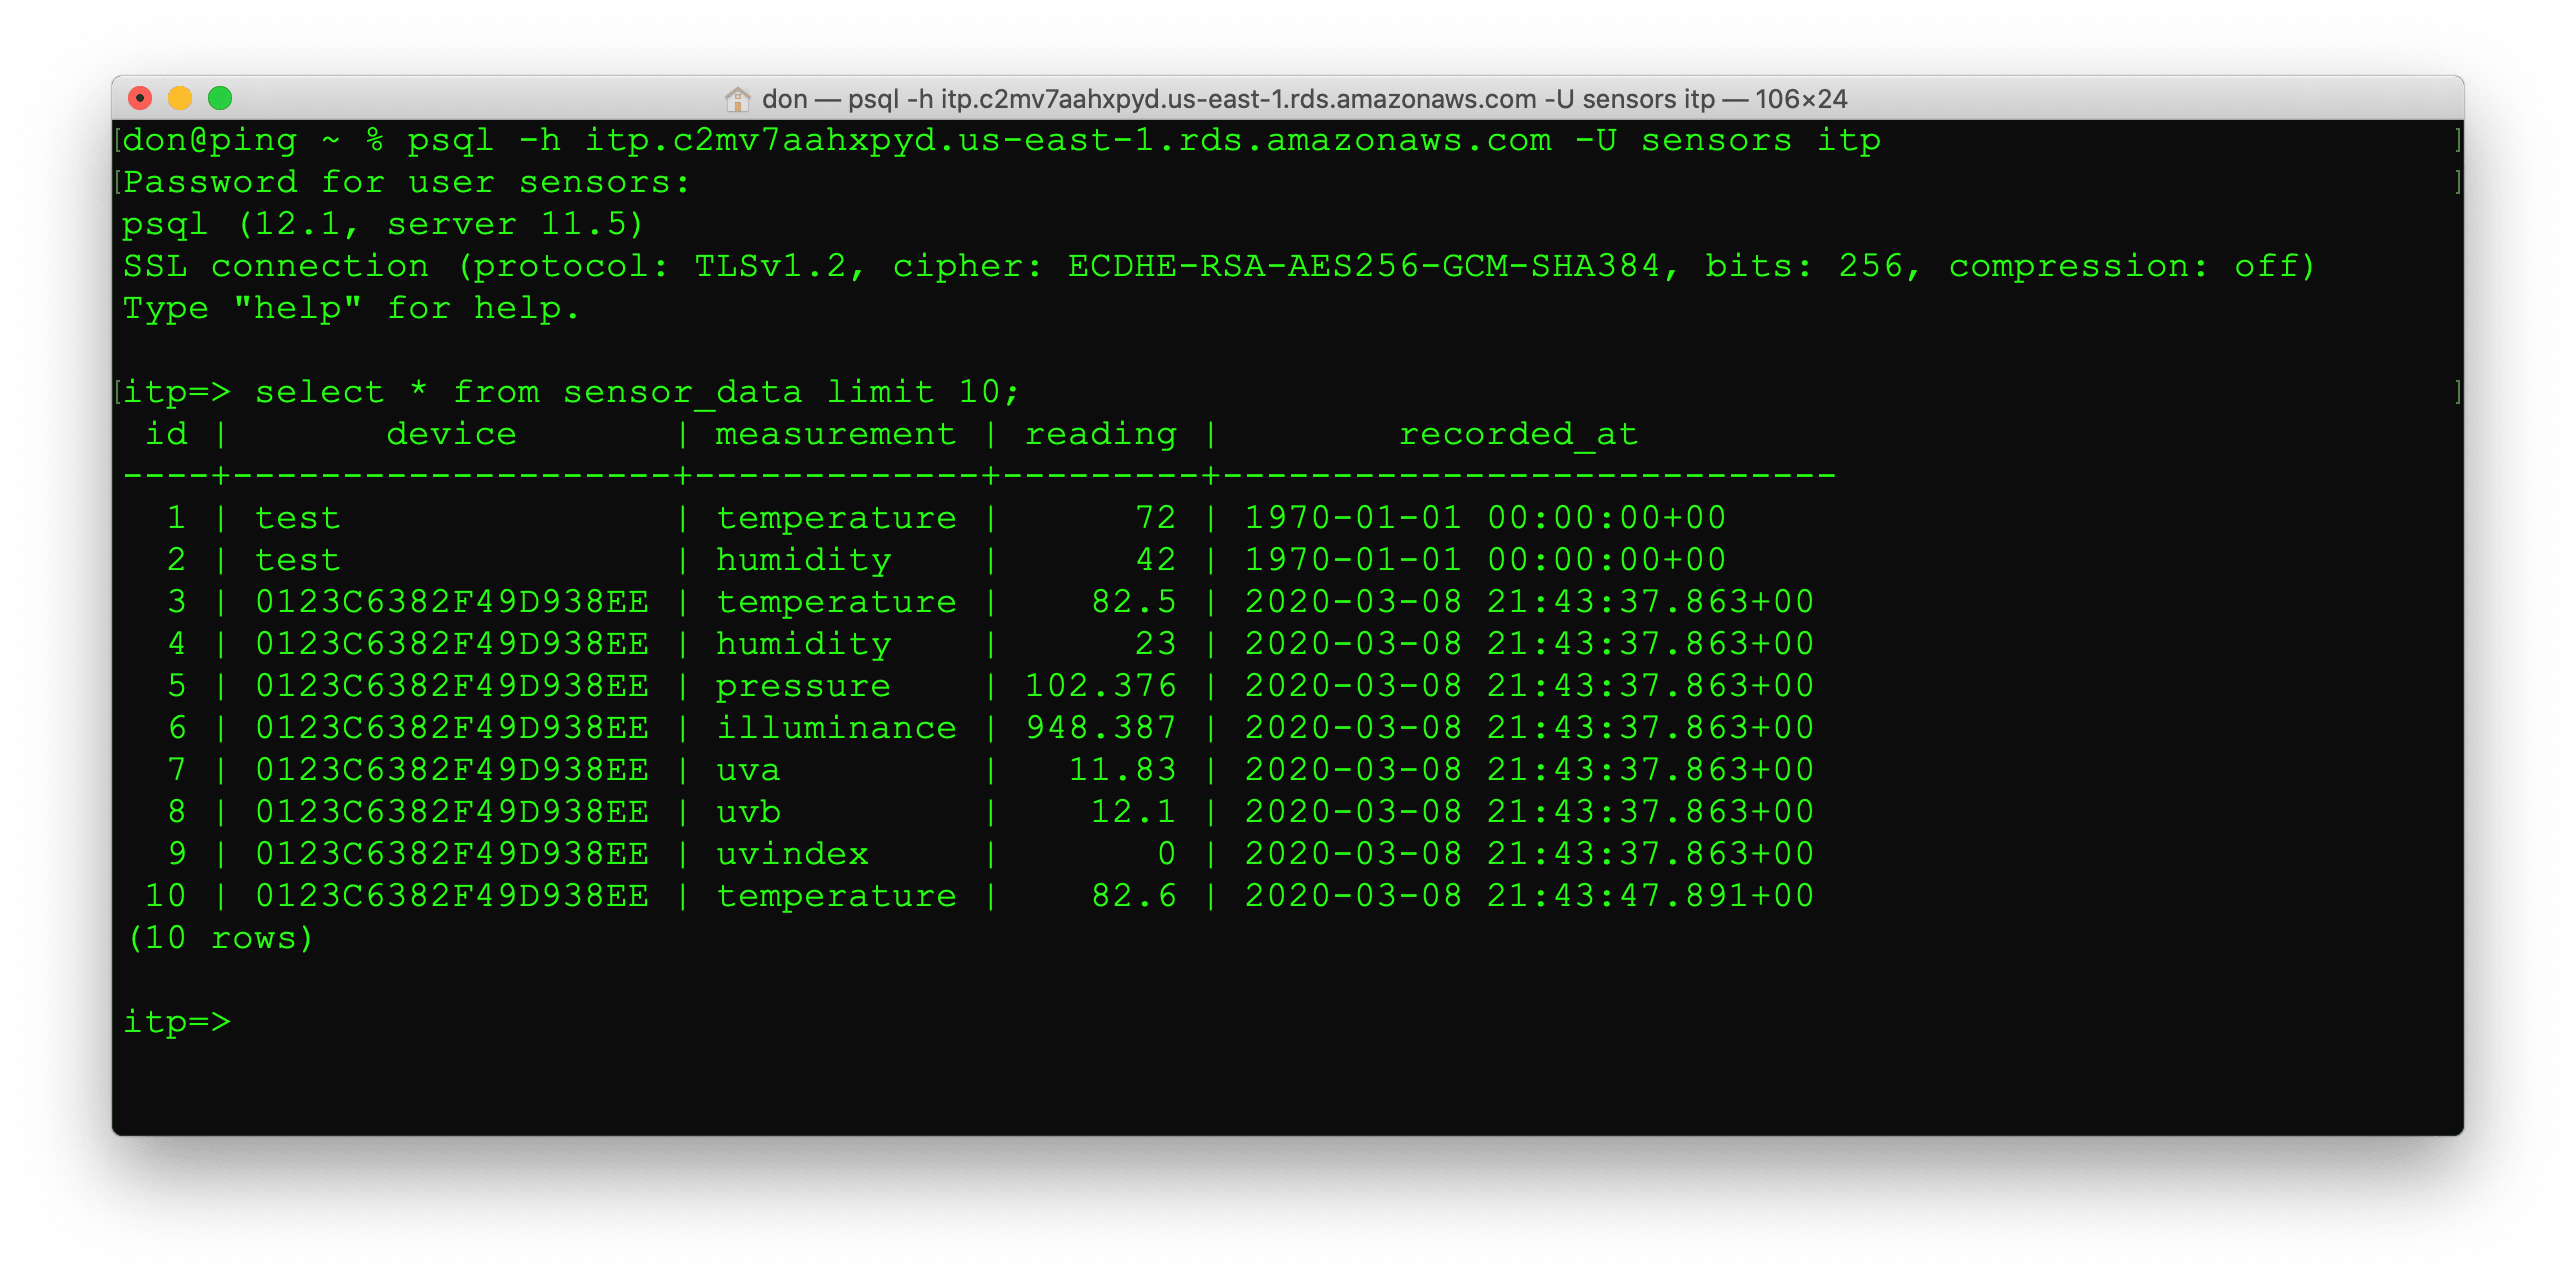 don — psql -h itp.c2mv7aahxpyd.us-east-1.rds.amazonaws.com -U sensors itp — 106×24
[don@ping ~ % psql -h itp.c2mv7aahxpyd.us-east-1.rds.amazonaws.com -U sensors itp ]
[Password for user sensors: ]
psql (12.1, server 11.5)
SSL connection (protocol: TLSv1.2, cipher: ECDHE-RSA-AES256-GCM-SHA384, bits: 256, compression: off)
Type "help" for help.
[itp=> select * from sensor_data limit 10; ]
 id |       device       | measurement | reading |        recorded_at
----+--------------------+-------------+---------+----------------------------
  1 | test               | temperature |      72 | 1970-01-01 00:00:00+00
  2 | test               | humidity    |      42 | 1970-01-01 00:00:00+00
  3 | 0123C6382F49D938EE | temperature |    82.5 | 2020-03-08 21:43:37.863+00
  4 | 0123C6382F49D938EE | humidity    |      23 | 2020-03-08 21:43:37.863+00
  5 | 0123C6382F49D938EE | pressure    | 102.376 | 2020-03-08 21:43:37.863+00
  6 | 0123C6382F49D938EE | illuminance | 948.387 | 2020-03-08 21:43:37.863+00
  7 | 0123C6382F49D938EE | uva         |   11.83 | 2020-03-08 21:43:37.863+00
  8 | 0123C6382F49D938EE | uvb         |    12.1 | 2020-03-08 21:43:37.863+00
  9 | 0123C6382F49D938EE | uvindex     |       0 | 2020-03-08 21:43:37.863+00
 10 | 0123C6382F49D938EE | temperature |    82.6 | 2020-03-08 21:43:47.891+00
(10 rows)
itp=>